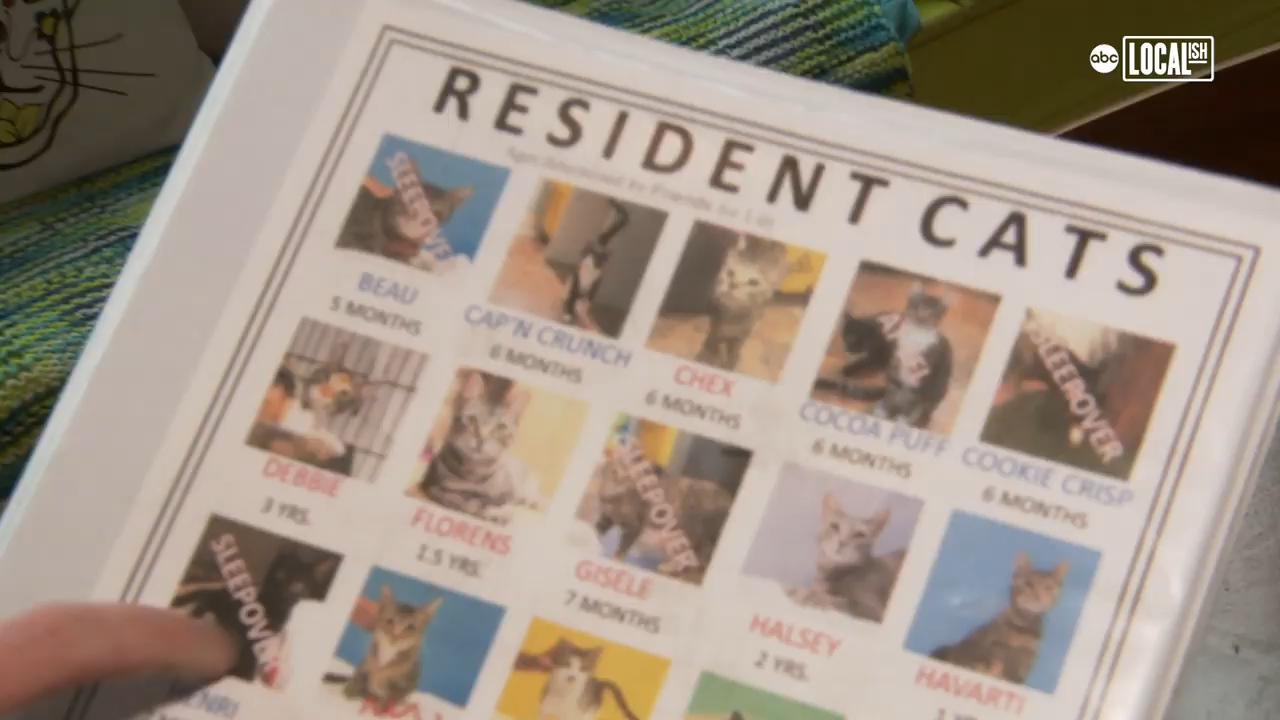 abc LOCALISH
RESIDENT CATS
SLEEPOVER
SLEEPOVER
BEAU
5 MONTHS
CAP'N CRUNCH
6 MONTHS
CHEX
6 MONTHS
COCOA PUFF
6 MONTHS
COOKIE CRISP
6 MONTHS
SLEEPOVER
DEBBIE
3 YRS.
FLORENS
1.5 YRS.
GISELE
7 MONTHS
HALSEY
2 YRS.
HAVARTI
SLEEPOVER